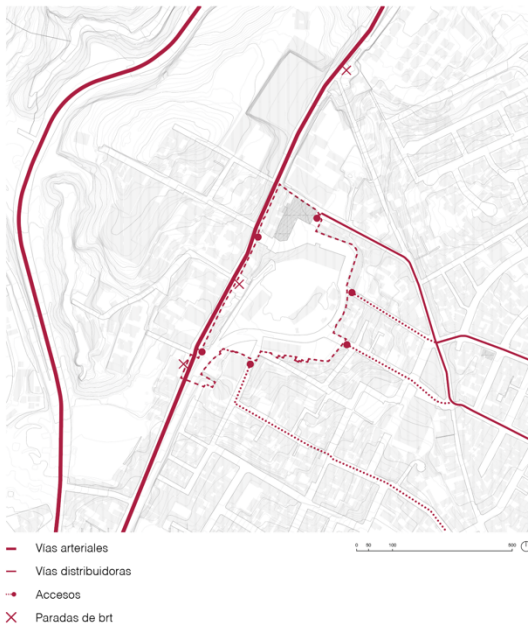 Vías arteriales
Vías distribuidoras
Accesos
Paradas de brt
0 50 100 500